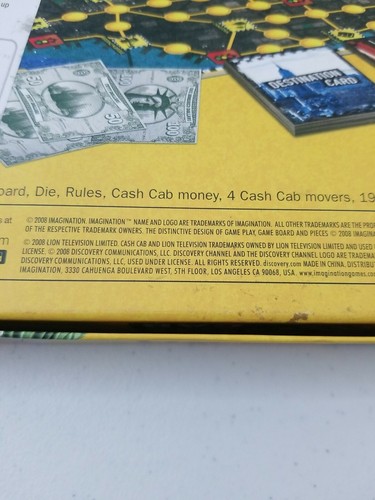 up
DESTINATION
CARD
50
100
oard, Die, Rules, Cash Cab money, 4 Cash Cab movers, 19
s at
m
© 2008 IMAGINATION. IMAGINATION™ NAME AND LOGO ARE TRADEMARKS OF IMAGINATION. ALL OTHER TRADEMARKS ARE THE PRO
OF THE RESPECTIVE TRADEMARK OWNERS. THE DISTINCTIVE DESIGN OF GAME PLAY, GAME BOARD AND PIECES © 2008 IMAGINA
© 2008 LION TELEVISION LIMITED. CASH CAB AND LION TELEVISION TRADEMARKS OWNED BY LION TELEVISION LIMITED AND USED
LICENSE. © 2008 DISCOVERY COMMUNICATIONS, LLC. DISCOVERY CHANNEL AND THE DISCOVERY CHANNEL LOGO ARE TRADEMA
DISCOVERY COMMUNICATIONS, LLC, USED UNDER LICENSE. ALL RIGHTS RESERVED. discovery.com MADE IN CHINA. DISTRIBUT
IMAGINATION, 3330 CAHUENGA BOULEVARD WEST, 5TH FLOOR, LOS ANGELES CA 90068, USA. www.imaginationgames.com